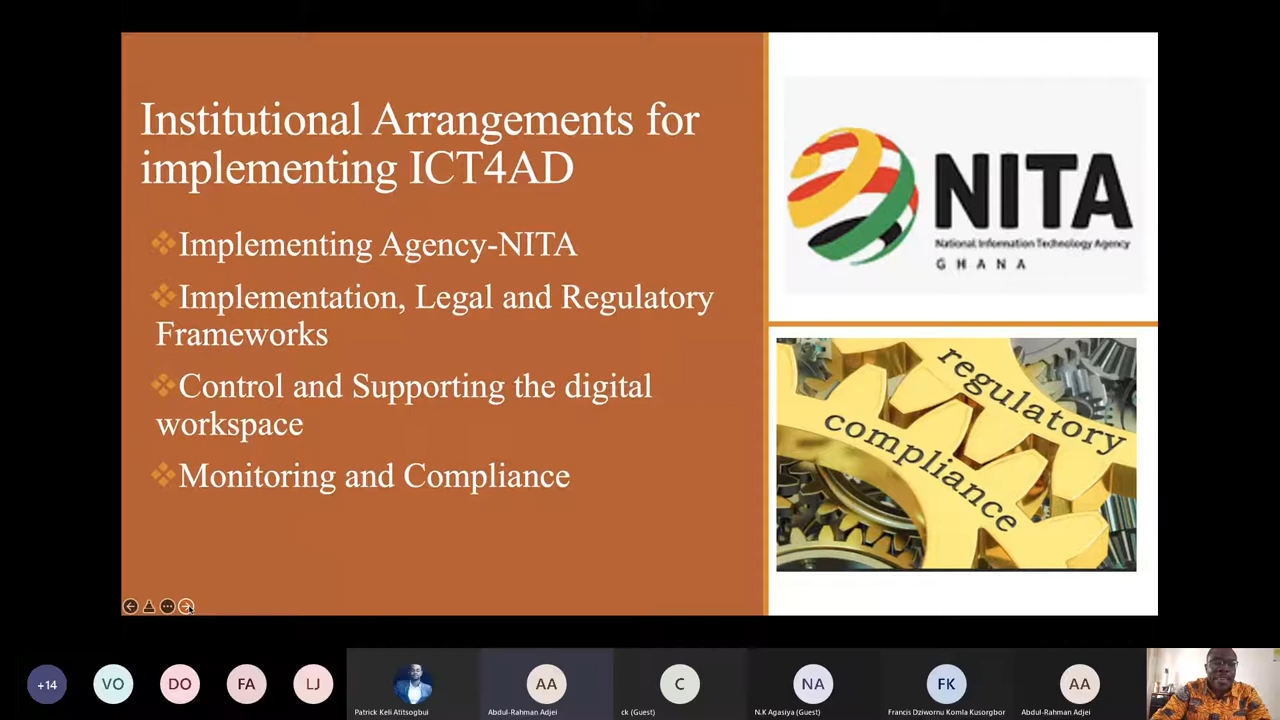 Institutional Arrangements for
implementing ICT4AD
❖Implementing Agency-NITA
❖Implementation, Legal and Regulatory
Frameworks
❖Control and Supporting the digital
workspace
❖Monitoring and Compliance
NITA
National Information Technology Agency
GHANA
regulatory
compliance
+14
VO
DO
FA
LJ
Patrick Keli Atitsogbui
AA
Abdul-Rahman Adjei
C
ck (Guest)
NA
N.K Agasiya (Guest)
FK
Francis Dziwornu Komla Kusorgbor
AA
Abdul-Rahman Adjei